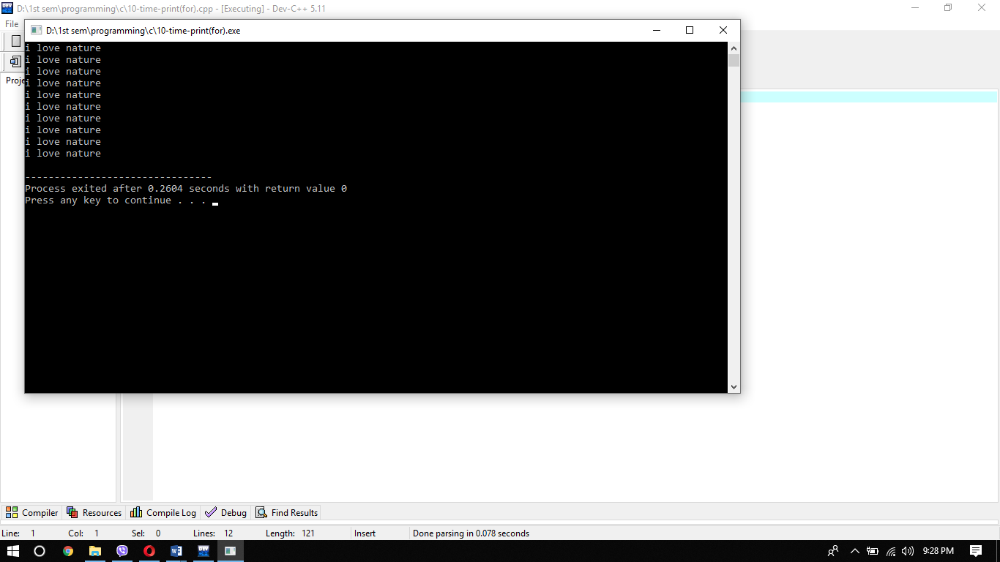 D:\1st sem\programming\c\10-time-print(for).cpp - [Executing] - Dev-C++ 5.11
File
D:\1st sem\programming\c\10-time-print(for).exe
Proje
i love nature
i love nature
i love nature
i love nature
i love nature
i love nature
i love nature
i love nature
i love nature
i love nature
--------------------------------
Process exited after 0.2604 seconds with return value 0
Press any key to continue . . .
Compiler Resources Compile Log Debug Find Results
Line: 1 Col: 1 Sel: 0 Lines: 12 Length: 121 Insert Done parsing in 0.078 seconds
9:28 PM